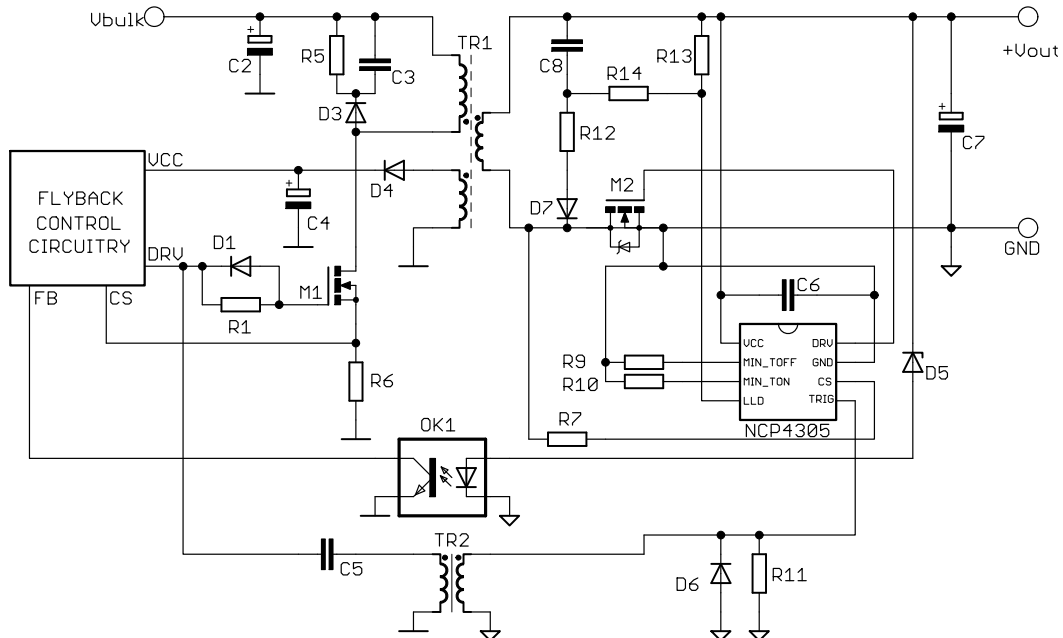 Vbulk
+
C2
R5
C3
TR1
C8
R13
+Vout
R14
D3
R12
+
C7
VCC
M2
D4
FLYBACK
CONTROL
CIRCUITRY
+
C4
D7
GND
DRV
D1
M1
C6
FB
CS
R1
VCC
DRV
R9
MIN_TOFF
GND
R10
MIN_TON
CS
D5
R6
LLD
TRIG
R7
NCP4305
OK1
TR2
C5
D6
R11